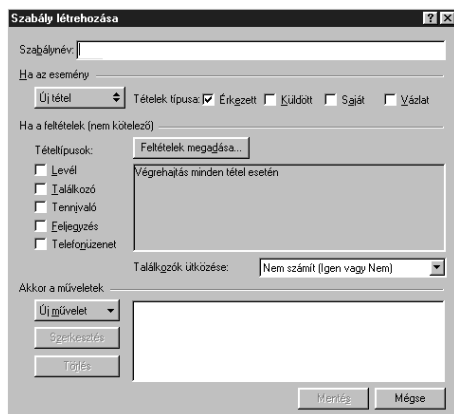 Szabály létrehozása
Szabálynév:
Ha az esemény
Új tétel
Tételek típusa: Érkezett Küldött Saját Vázlat
Ha a feltételek (nem kötelező)
Tételtípusok: Feltételek megadása...
Levél
Találkozó
Tennivaló
Feljegyzés
Telefonüzenet
Végrehajtás minden tétel esetén
Találkozók ütközése: Nem számít (Igen vagy Nem)
Akkor a műveletek
Új művelet
Szerkesztés
Törlés
Mentés Mégse